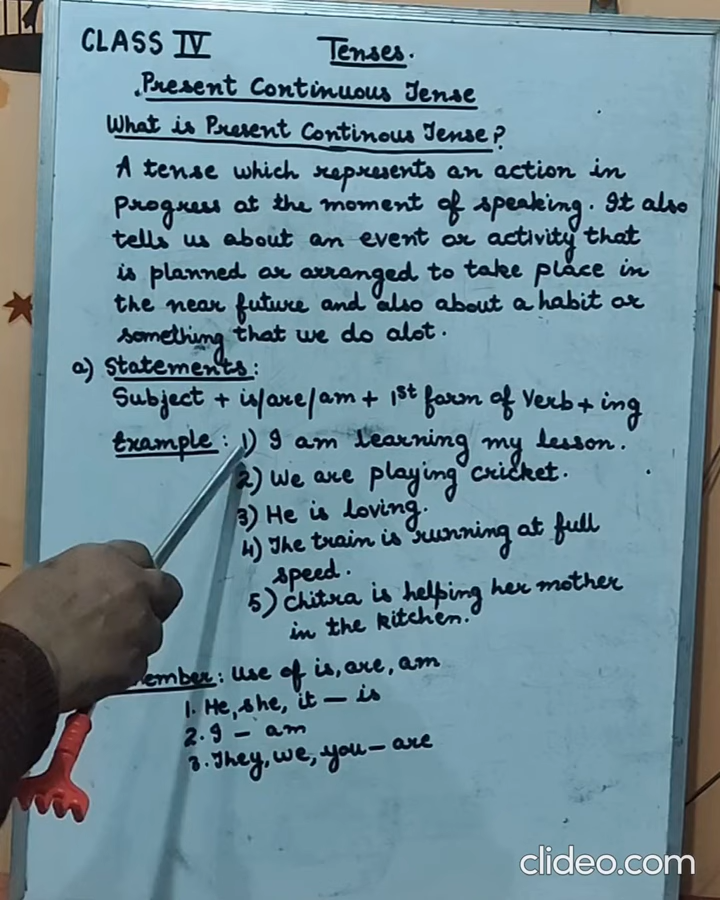 CLASS IV Tenses.
Present Continuous Tense
What is Present Continous Tense?
A tense which represents an action in
progress at the moment of speaking. It also
tells us about an event or activity that
is planned or arranged to take place in
the near future and also about a habit or
something that we do alot.
a) Statements:
Subject + is/are/am + 1st form of Verb + ing
Example: 1) I am learning my lesson.
2) We are playing cricket.
3) He is loving.
4) The train is running at full
speed.
5) Chitra is helping her mother
in the kitchen.
ember: Use of is, are, am
1. He, she, it — is
2. I — am
3. They, we, you — are
clideo.com